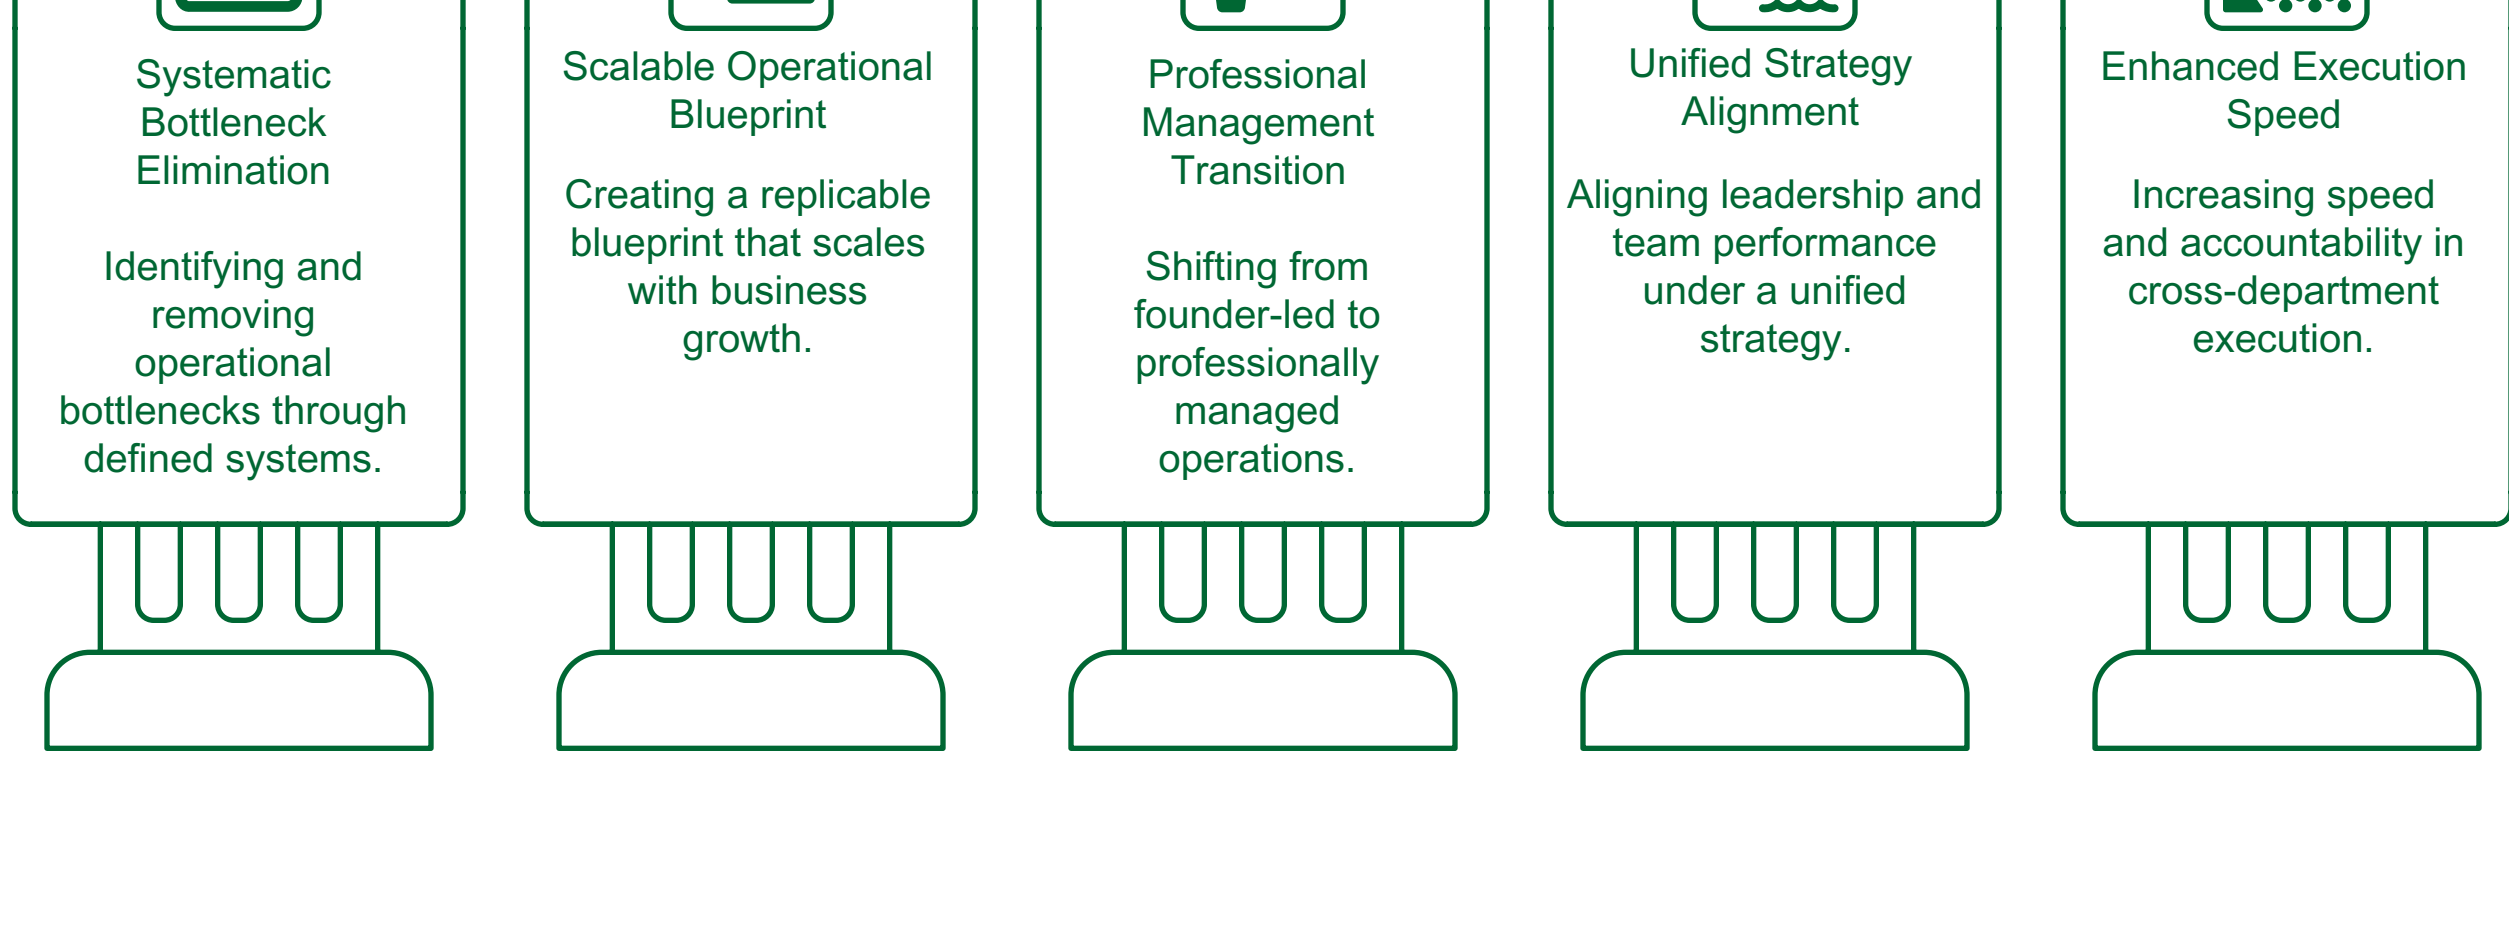 Systematic
Bottleneck
Elimination
Identifying and
removing
operational
bottlenecks through
defined systems.
Scalable Operational
Blueprint
Creating a replicable
blueprint that scales
with business
growth.
Professional
Management
Transition
Shifting from
founder-led to
professionally
managed
operations.
Unified Strategy
Alignment
Aligning leadership and
team performance
under a unified
strategy.
Enhanced Execution
Speed
Increasing speed
and accountability in
cross-department
execution.